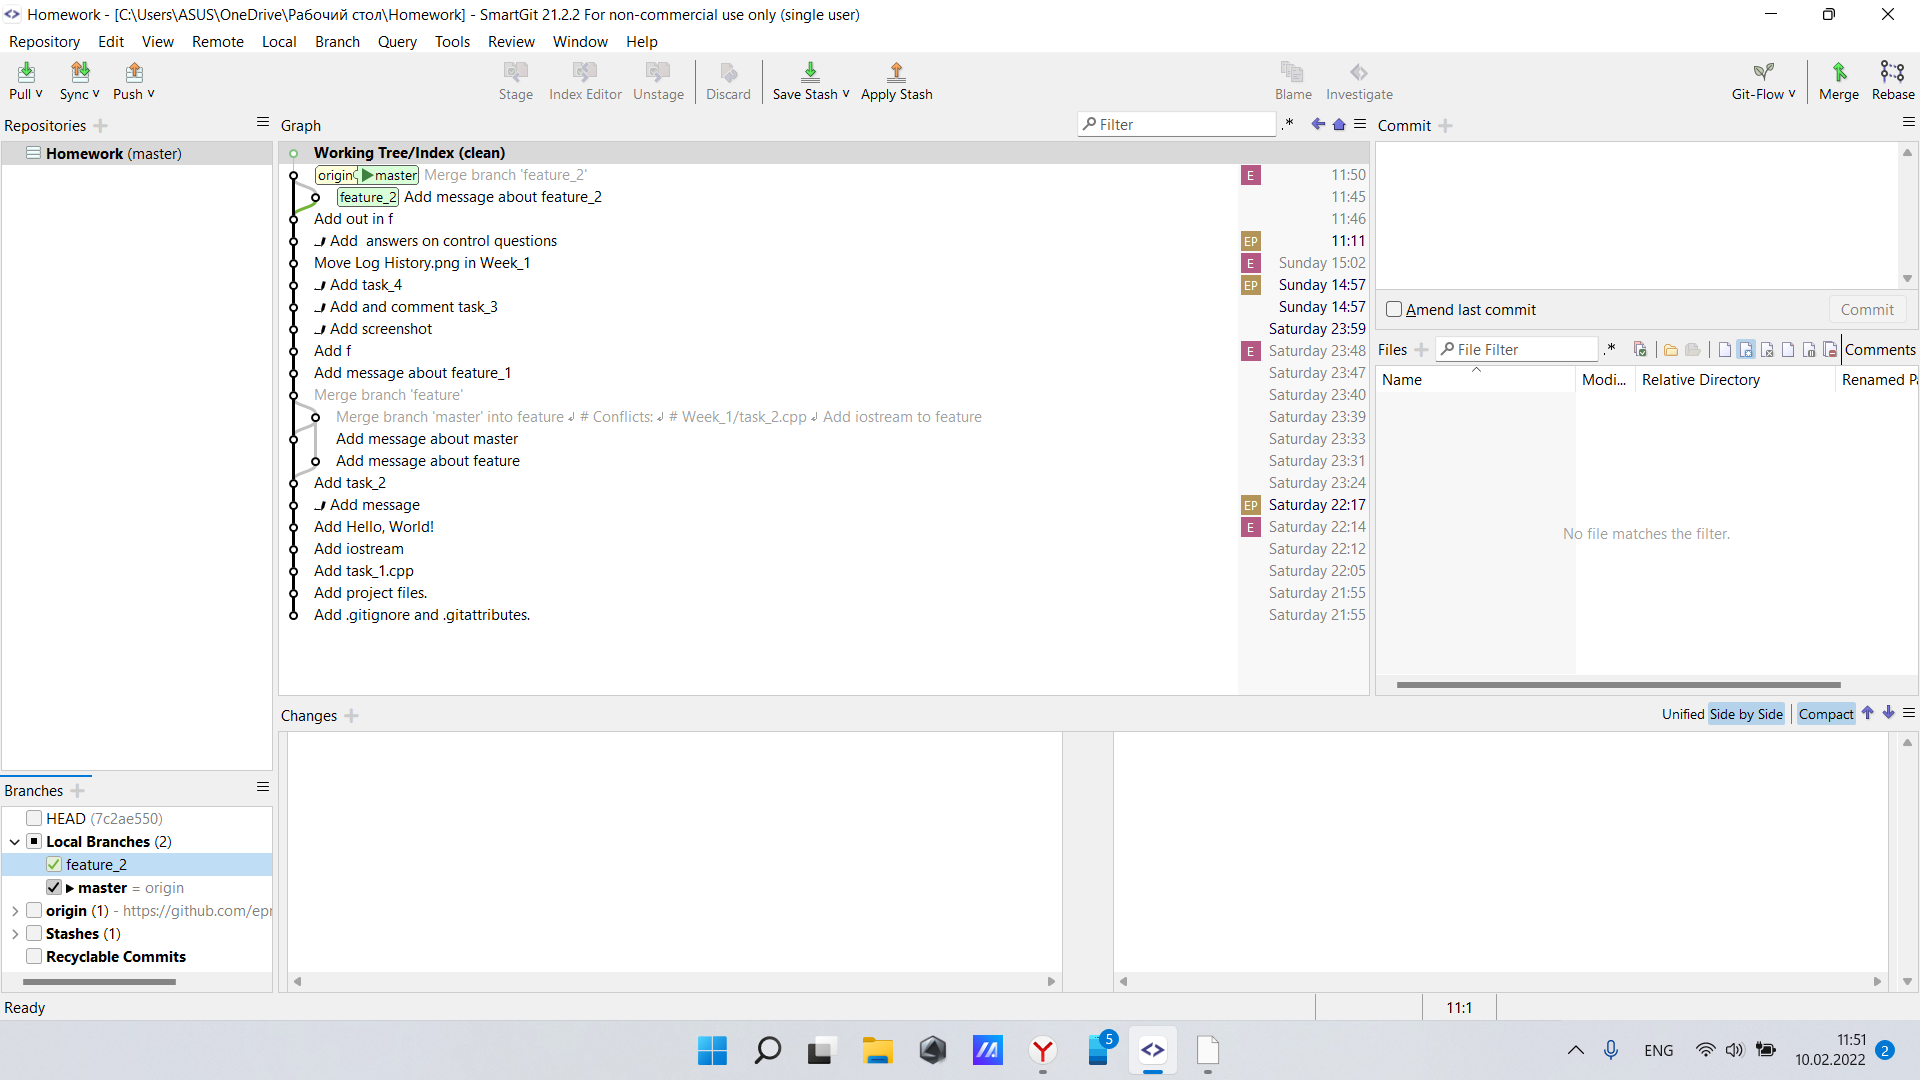 Homework - [C:\Users\ASUS\OneDrive\Рабочий стол\Homework] - SmartGit 21.2.2 For non-commercial use only (single user)
Repository Edit View Remote Local Branch Query Tools Review Window Help
Pull Sync Push Stage Index Editor Unstage Discard Save Stash Apply Stash Blame Investigate Git-Flow Merge Rebase
Repositories
Homework (master)
Graph
Filter .*
Working Tree/Index (clean)
origin master Merge branch 'feature_2' E 11:50
feature_2 Add message about feature_2 11:45
Add out in f 11:46
Add  answers on control questions EP 11:11
Move Log History.png in Week_1 E Sunday 15:02
Add task_4 EP Sunday 14:57
Add and comment task_3 Sunday 14:57
Add screenshot Saturday 23:59
Add f E Saturday 23:48
Add message about feature_1 Saturday 23:47
Merge branch 'feature' Saturday 23:40
Merge branch 'master' into feature ↲ # Conflicts: ↲ # Week_1/task_2.cpp ↲ Add iostream to feature Saturday 23:39
Add message about master Saturday 23:33
Add message about feature Saturday 23:31
Add task_2 Saturday 23:24
Add message EP Saturday 22:17
Add Hello, World! E Saturday 22:14
Add iostream Saturday 22:12
Add task_1.cpp Saturday 22:05
Add project files. Saturday 21:55
Add .gitignore and .gitattributes. Saturday 21:55
Commit
Amend last commit Commit
Files File Filter .* Comments
Name Modi... Relative Directory Renamed P
No file matches the filter.
Changes
Unified Side by Side Compact
Branches
HEAD (7c2ae550)
Local Branches (2)
feature_2
master = origin
origin (1) - https://github.com/epr
Stashes (1)
Recyclable Commits
Ready 11:1
5
ENG 11:51
10.02.2022 2